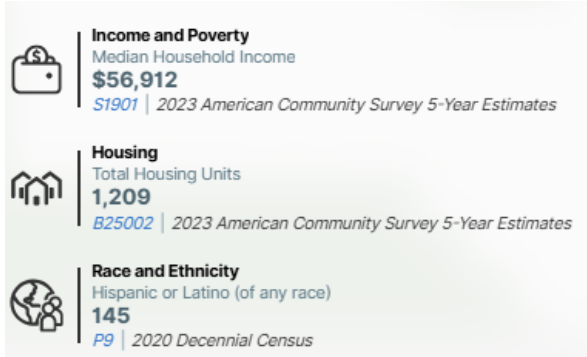 Income and Poverty
Median Household Income
$56,912
S1901 | 2023 American Community Survey 5-Year Estimates
Housing
Total Housing Units
1,209
B25002 | 2023 American Community Survey 5-Year Estimates
Race and Ethnicity
Hispanic or Latino (of any race)
145
P9 | 2020 Decennial Census